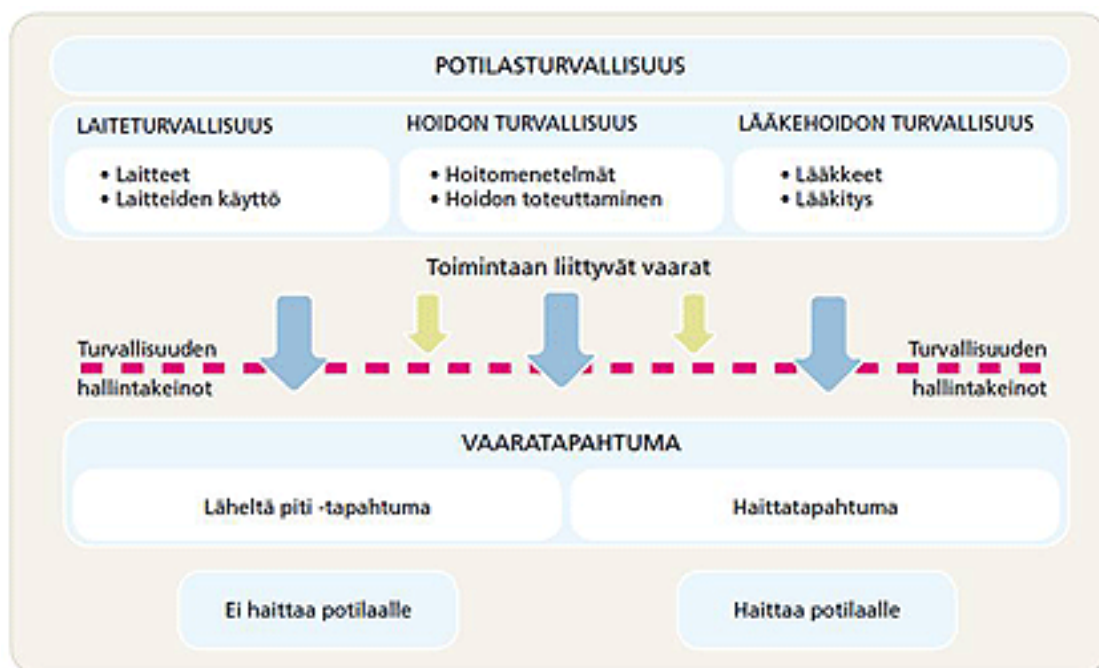 POTILASTURVALLISUUS
LAITETURVALLISUUS
• Laitteet
• Laitteiden käyttö
HOIDON TURVALLISUUS
• Hoitomenetelmät
• Hoidon toteuttaminen
LÄÄKEHOIDON TURVALLISUUS
• Lääkkeet
• Lääkitys
Toimintaan liittyvät vaarat
Turvallisuuden
hallintakeinot
Turvallisuuden
hallintakeinot
VAARATAPAHTUMA
Läheltä piti -tapahtuma
Haittatapahtuma
Ei haittaa potilaalle
Haittaa potilaalle